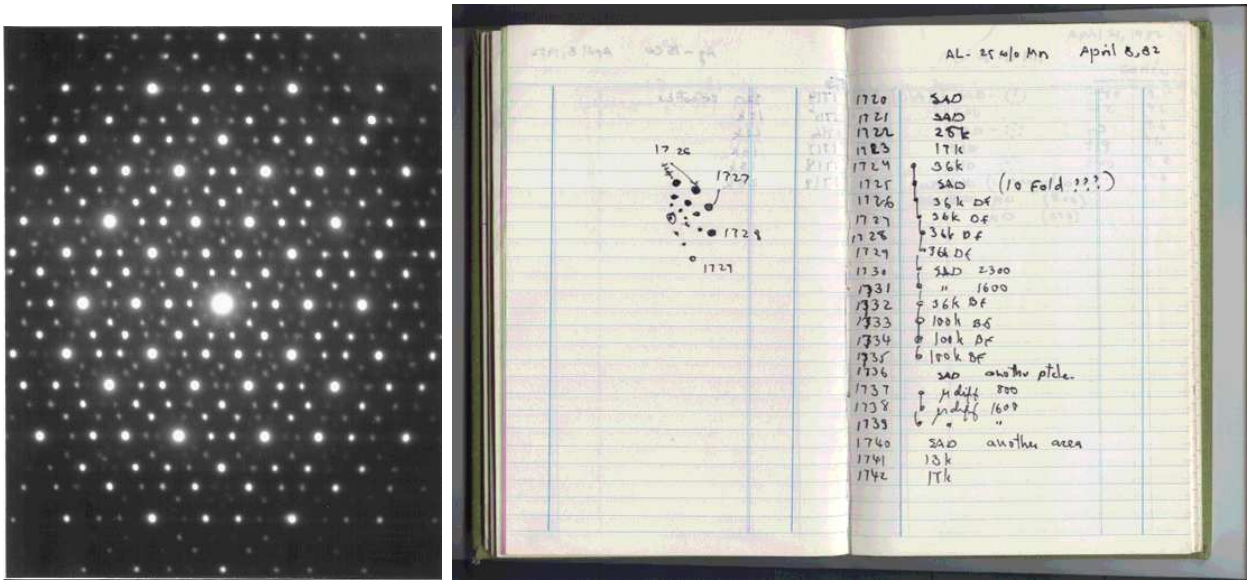 1726
1727
1728
1729
AL-25 w/o Mn April 8,82
1720 SAD
1721 SAD
1722 25k
1723 17k
1724 36k
1725 SAD (10 Fold ???)
1726 36k Df
1727 36k Df
1728 36k Df
1729 36k Df
1730 SAD 2300
1731 " 1600
1732 36k Bf
1733 100k Bf
1734 100k Bf
1735 100k BF
1736 SAD another ptcle.
1737 μdiff 800
1738 μdiff 1600
1739 " "
1740 SAD another area
1741 13k
1742 17k